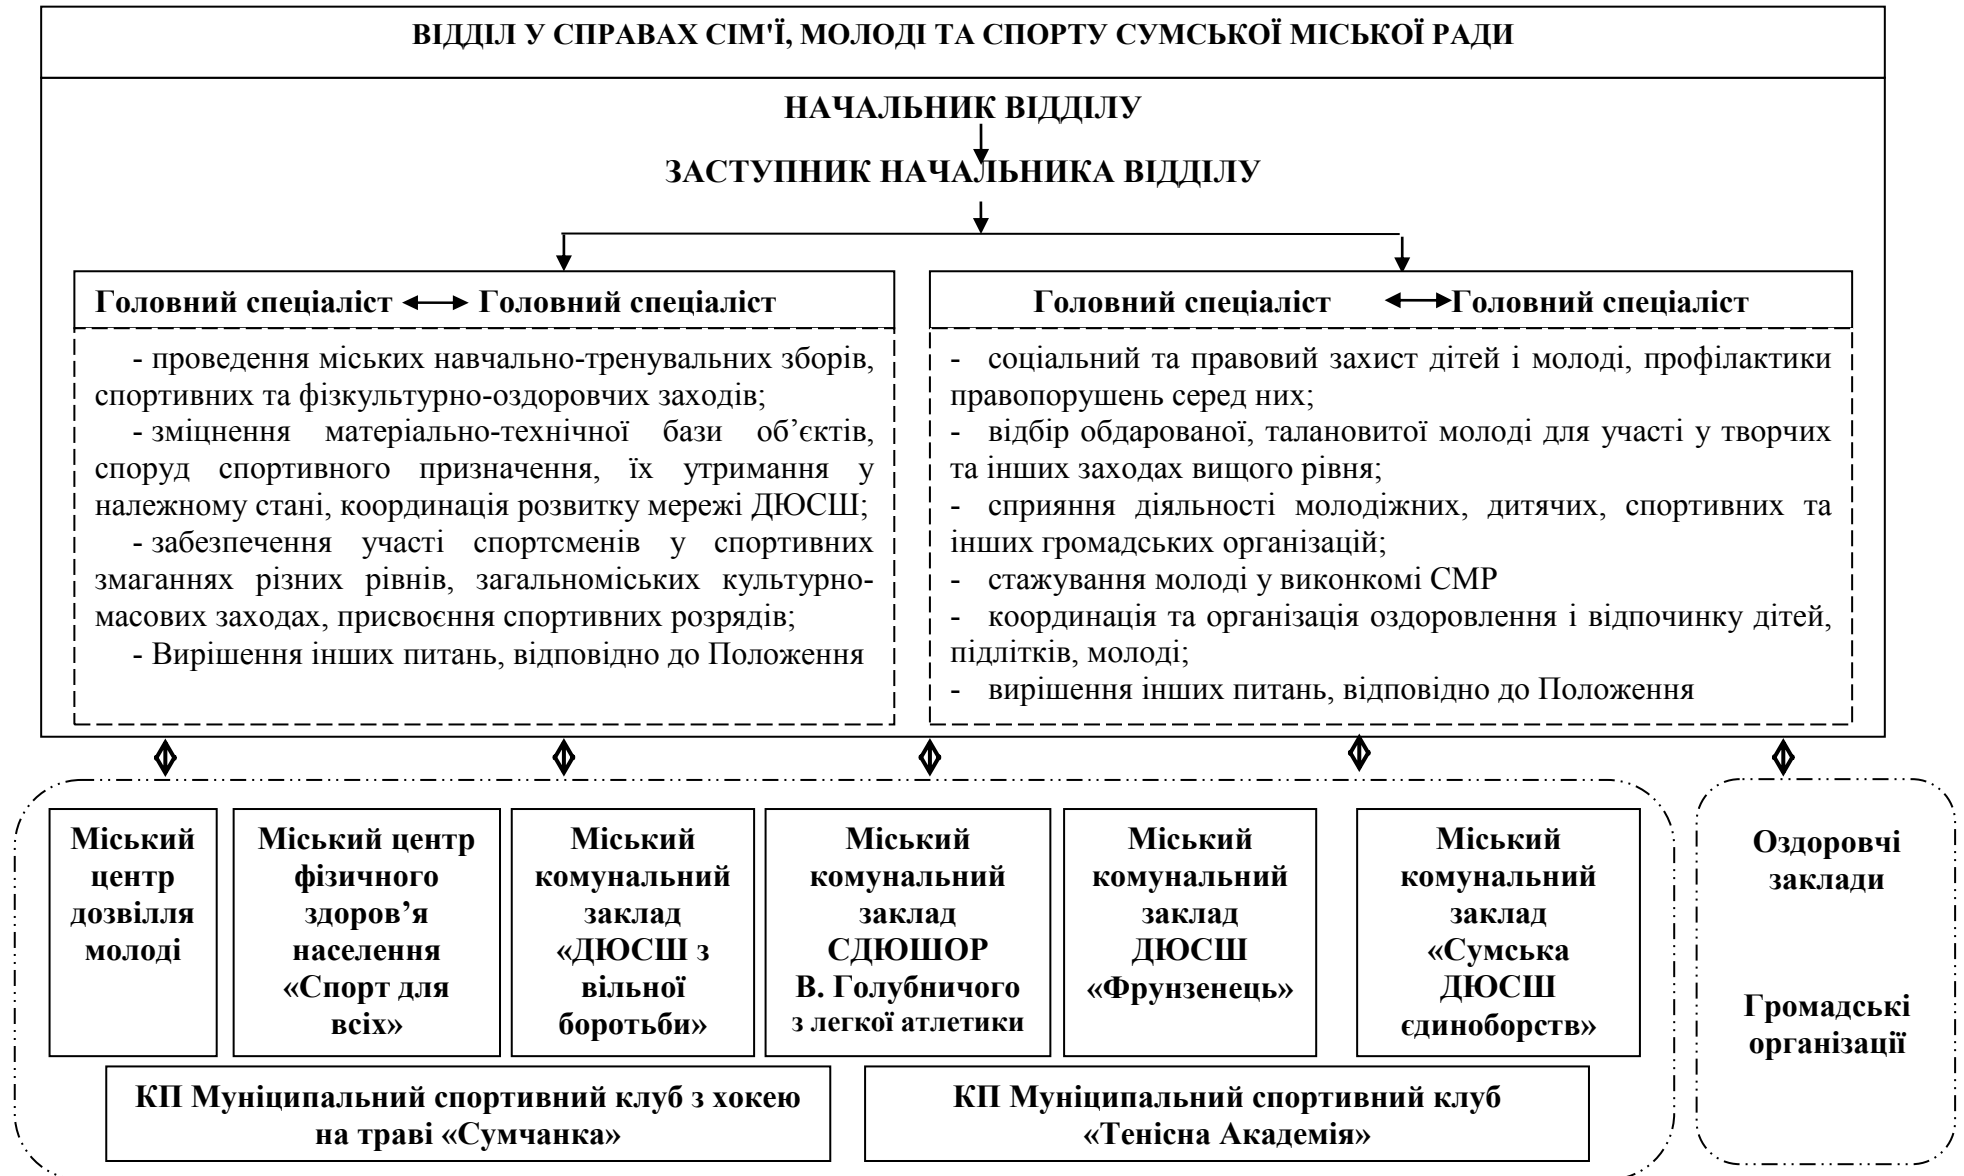 ВІДДІЛ У СПРАВАХ СІМ'Ї, МОЛОДІ ТА СПОРТУ СУМСЬКОЇ МІСЬКОЇ РАДИ
НАЧАЛЬНИК ВІДДІЛУ
ЗАСТУПНИК НАЧАЛЬНИКА ВІДДІЛУ
Головний спеціаліст Головний спеціаліст
- проведення міських навчально-тренувальних зборів,
спортивних та фізкультурно-оздоровчих заходів;
- зміцнення матеріально-технічної бази об’єктів,
споруд спортивного призначення, їх утримання у
належному стані, координація розвитку мережі ДЮСШ;
- забезпечення участі спортсменів у спортивних
змаганнях різних рівнів, загальноміських культурно-
масових заходах, присвоєння спортивних розрядів;
- Вирішення інших питань, відповідно до Положення
Головний спеціаліст Головний спеціаліст
- соціальний та правовий захист дітей і молоді, профілактики
правопорушень серед них;
- відбір обдарованої, талановитої молоді для участі у творчих
та інших заходах вищого рівня;
- сприяння діяльності молодіжних, дитячих, спортивних та
інших громадських організацій;
- стажування молоді у виконкомі СМР
- координація та організація оздоровлення і відпочинку дітей,
підлітків, молоді;
- вирішення інших питань, відповідно до Положення
Міський
центр
дозвілля
молоді
Міський центр
фізичного
здоров’я
населення
«Спорт для
всіх»
Міський
комунальний
заклад
«ДЮСШ з
вільної
боротьби»
Міський
комунальний
заклад
СДЮШОР
В. Голубничого
з легкої атлетики
Міський
комунальний
заклад
ДЮСШ
«Фрунзенець»
Міський
комунальний
заклад
«Сумська
ДЮСШ
єдиноборств»
КП Муніципальний спортивний клуб з хокею
на траві «Сумчанка»
КП Муніципальний спортивний клуб
«Тенісна Академія»
Оздоровчі
заклади
Громадські
організації